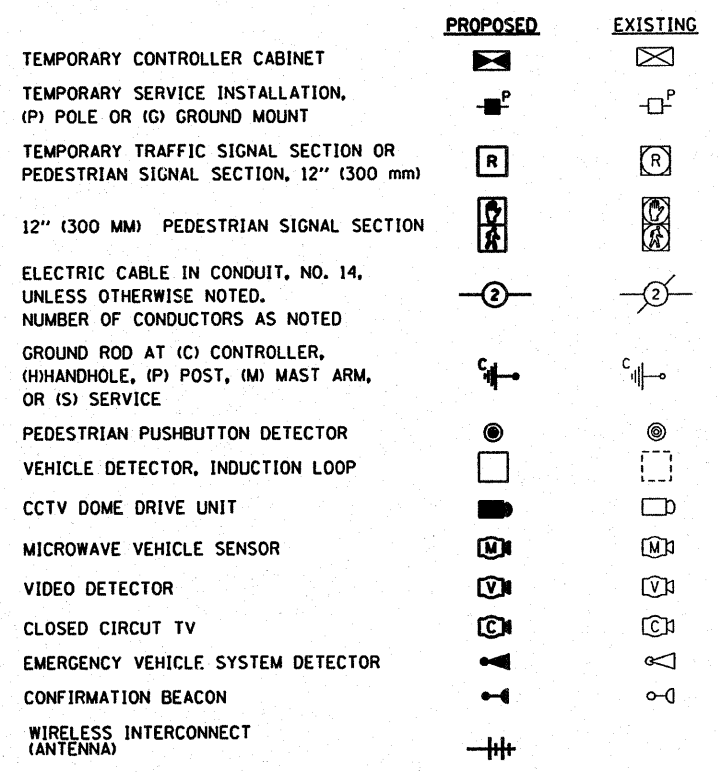 PROPOSED EXISTING
TEMPORARY CONTROLLER CABINET
TEMPORARY SERVICE INSTALLATION,
(P) POLE OR (G) GROUND MOUNT P P
TEMPORARY TRAFFIC SIGNAL SECTION OR
PEDESTRIAN SIGNAL SECTION, 12" (300 mm) R R
12" (300 MM) PEDESTRIAN SIGNAL SECTION
ELECTRIC CABLE IN CONDUIT, NO. 14,
UNLESS OTHERWISE NOTED. 2 2
NUMBER OF CONDUCTORS AS NOTED
GROUND ROD AT (C) CONTROLLER,
(H)HANDHOLE, (P) POST, (M) MAST ARM, C C
OR (S) SERVICE
PEDESTRIAN PUSHBUTTON DETECTOR
VEHICLE DETECTOR, INDUCTION LOOP
CCTV DOME DRIVE UNIT
MICROWAVE VEHICLE SENSOR M M
VIDEO DETECTOR V V
CLOSED CIRCUT TV C C
EMERGENCY VEHICLE SYSTEM DETECTOR
CONFIRMATION BEACON
WIRELESS INTERCONNECT
(ANTENNA)